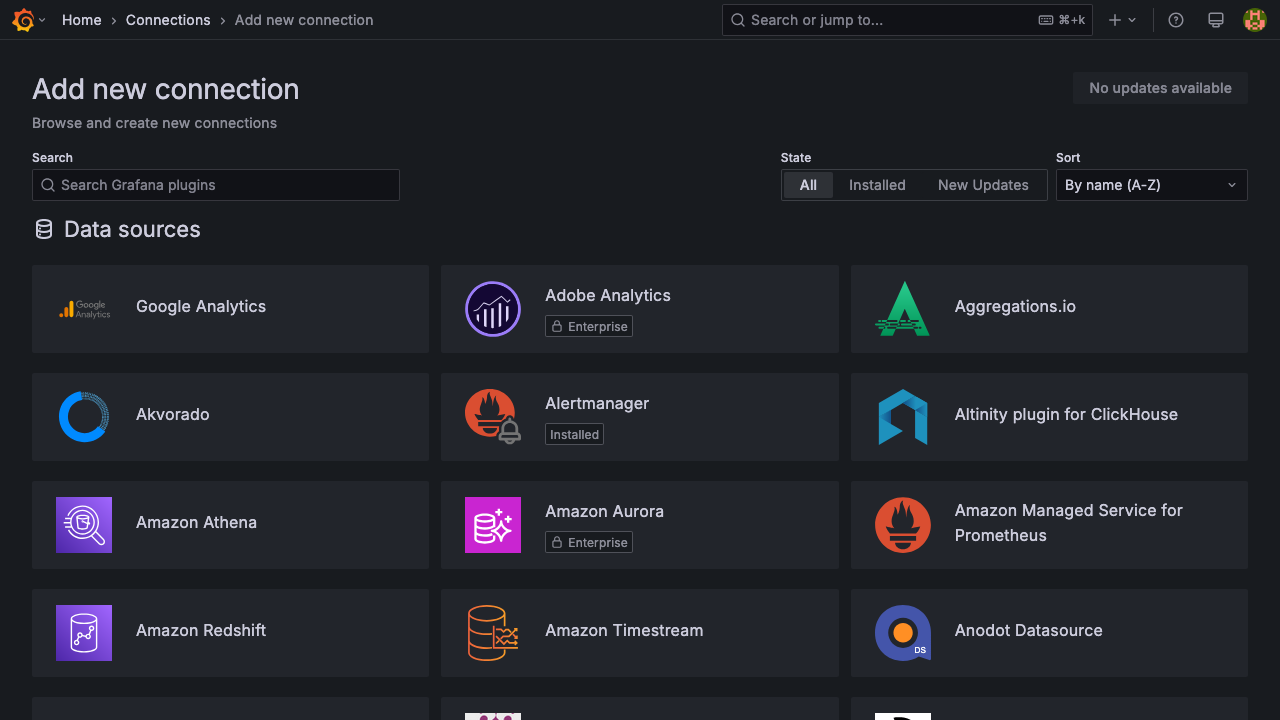 Home › Connections › Add new connection
Search or jump to...
⌘+k
Add new connection
No updates available
Browse and create new connections
Search
State
Sort
Search Grafana plugins
All
Installed
New Updates
By name (A-Z)
Data sources
Google
Analytics
Google Analytics
Adobe Analytics
Enterprise
Aggregations.io
Akvorado
Alertmanager
Installed
Altinity plugin for ClickHouse
Amazon Athena
Amazon Aurora
Enterprise
Amazon Managed Service for
Prometheus
Amazon Redshift
Amazon Timestream
DS
Anodot Datasource